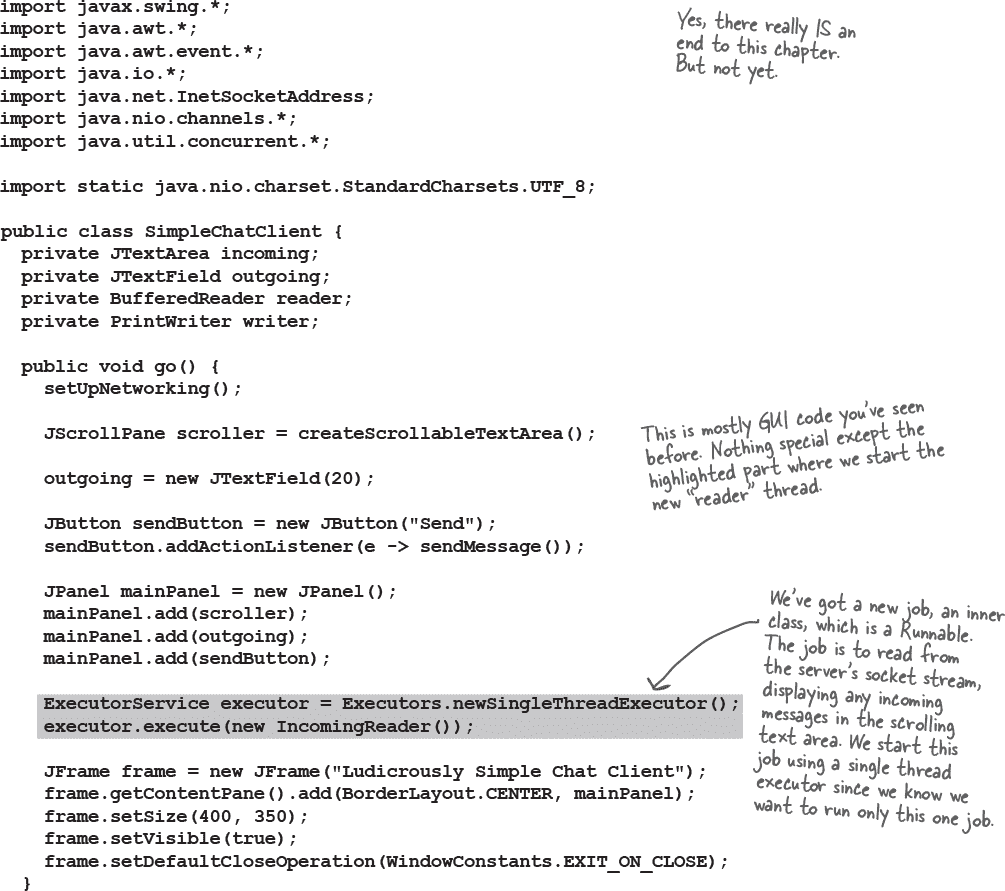 import javax.swing.*;
import java.awt.*;
import java.awt.event.*;
import java.io.*;
import java.net.InetSocketAddress;
import java.nio.channels.*;
import java.util.concurrent.*;
import static java.nio.charset.StandardCharsets.UTF_8;
Yes, there really IS an
end to this chapter.
But not yet.
public class SimpleChatClient {
private JTextArea incoming;
private JTextField outgoing;
private BufferedReader reader;
private PrintWriter writer;
public void go() {
setUpNetworking();
JScrollPane scroller = createScrollableTextArea();
outgoing = new JTextField(20);
JButton sendButton = new JButton("Send");
sendButton.addActionListener(e -> sendMessage());
This is mostly GUI code you've seen
before. Nothing special except the
highlighted part where we start the
new "reader" thread.
JPanel mainPanel = new JPanel();
mainPanel.add(scroller);
mainPanel.add(outgoing);
mainPanel.add(sendButton);
ExecutorService executor = Executors.newSingleThreadExecutor();
executor.execute(new IncomingReader());
We've got a new job, an inner
class, which is a Runnable.
The job is to read from
the server's socket stream,
displaying any incoming
messages in the scrolling
text area. We start this
job using a single thread
executor since we know we
want to run only this one job.
JFrame frame = new JFrame("Ludicrously Simple Chat Client");
frame.getContentPane().add(BorderLayout.CENTER, mainPanel);
frame.setSize(400, 350);
frame.setVisible(true);
frame.setDefaultCloseOperation(WindowConstants.EXIT_ON_CLOSE);
}